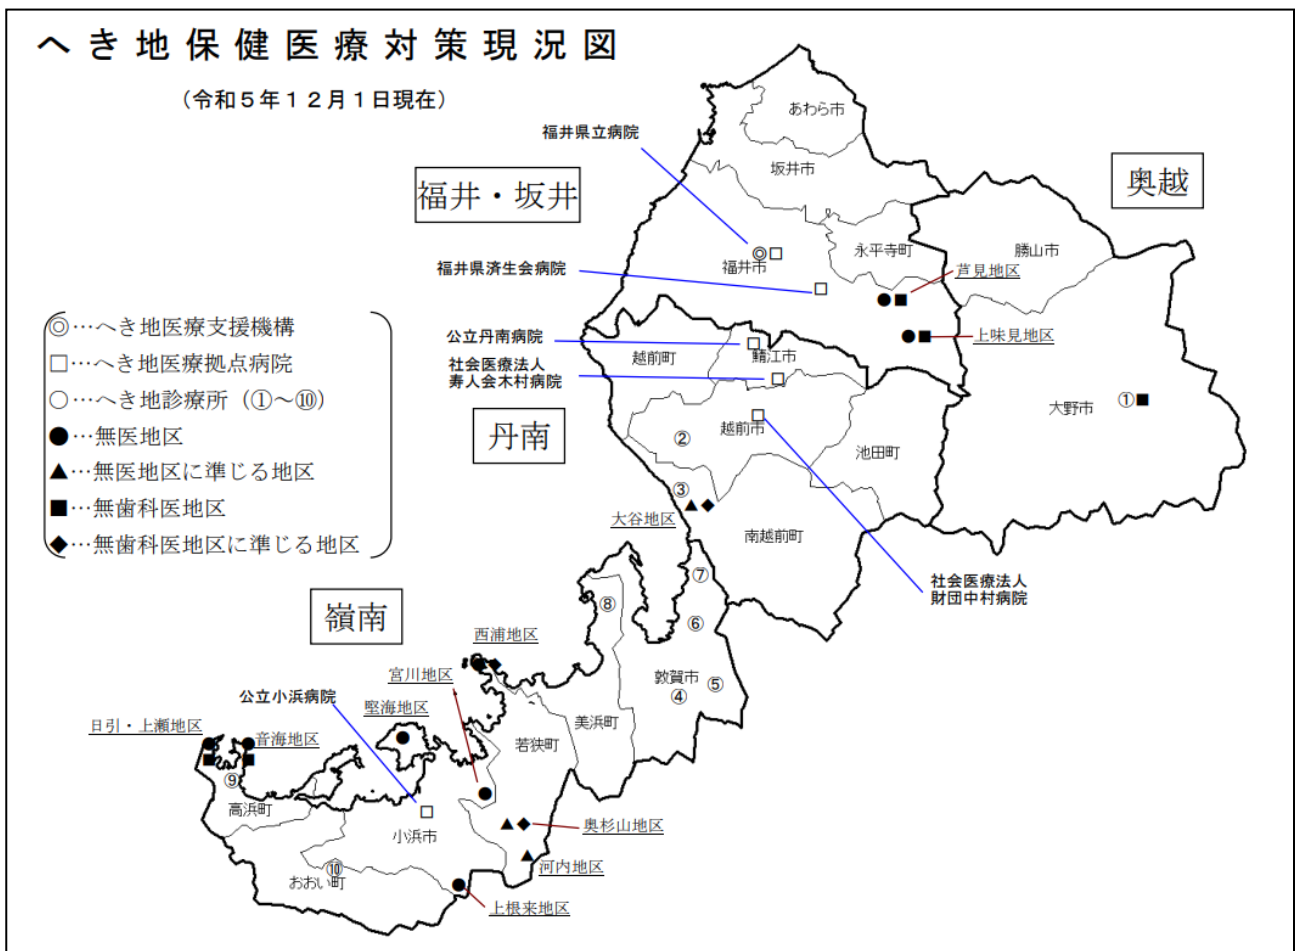 へき地保健医療対策現況図
（令和５年１２月１日現在）
福井県立病院
あわら市
坂井市
福井・坂井
奥越
永平寺町
勝山市
福井市
◎□
福井県済生会病院
□
芦見地区
●■
上味見地区
●■
◎…へき地医療支援機構
□…へき地医療拠点病院
○…へき地診療所（①～⑩）
●…無医地区
▲…無医地区に準じる地区
■…無歯科医地区
◆…無歯科医地区に準じる地区
公立丹南病院
□
越前町
鯖江市
社会医療法人
寿人会木村病院
□
大野市
①■
丹南
□
越前市
②
池田町
③
▲◆
大谷地区
南越前町
社会医療法人
財団中村病院
⑦
⑧
⑥
嶺南
西浦地区
●◆
宮川地区
敦賀市
④
⑤
公立小浜病院
堅海地区
●
美浜町
若狭町
日引・上瀬地区
●
■
音海地区
●
■
⑨
高浜町
●
□
小浜市
▲◆
奥杉山地区
▲
河内地区
⑩
おおい町
●
上根来地区